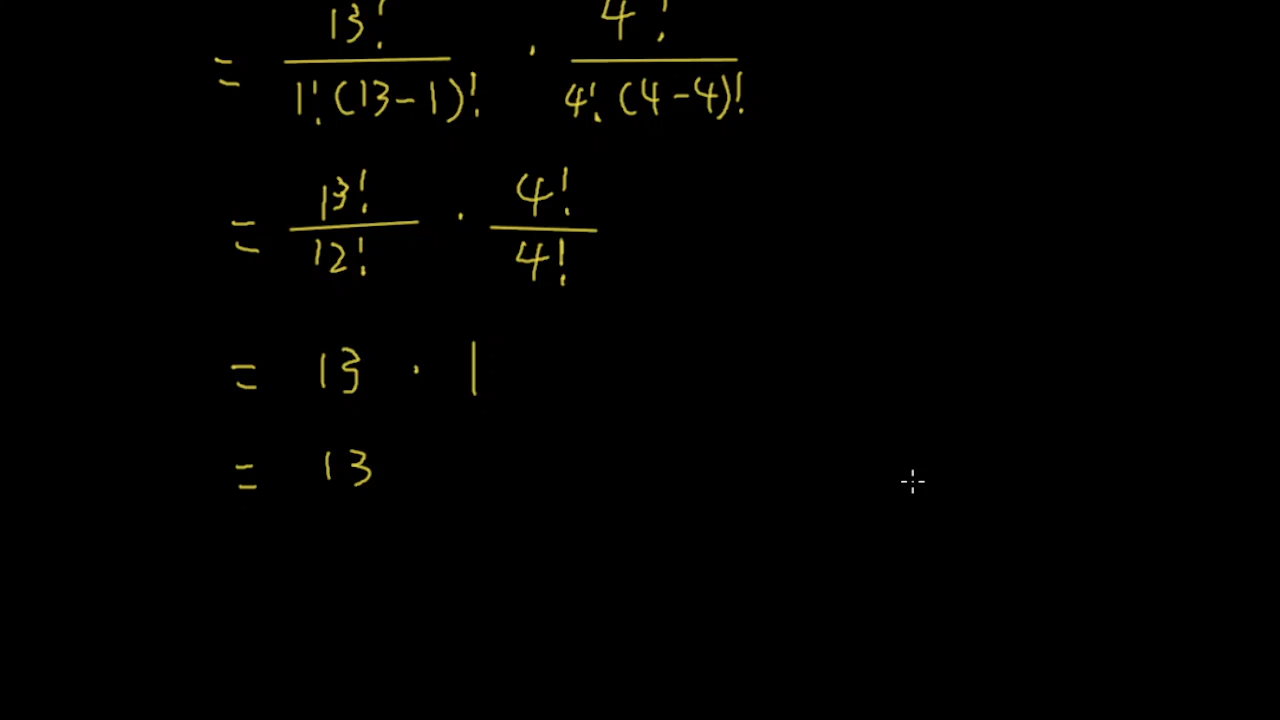 = 13! / 1!(13-1)! · 4! / 4!(4-4)!
= 13! / 12! · 4! / 4!
= 13 · 1
= 13